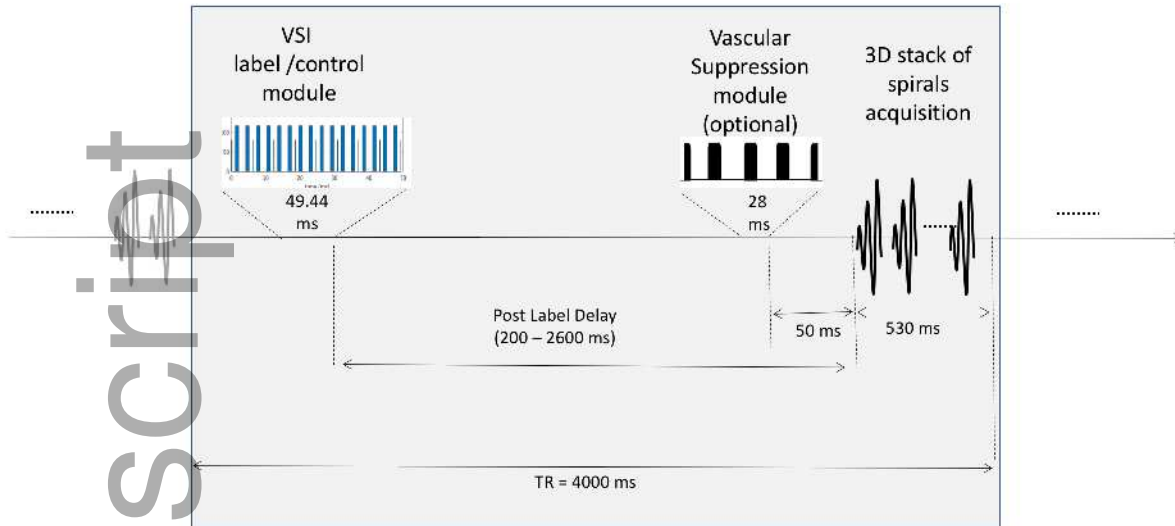 VSI
label /control
module
Vascular
Suppression
module
(optional)
3D stack of
spirals
acquisition
49.44
ms
28
ms
Post Label Delay
(200 – 2600 ms)
50 ms
530 ms
TR = 4000 ms
script